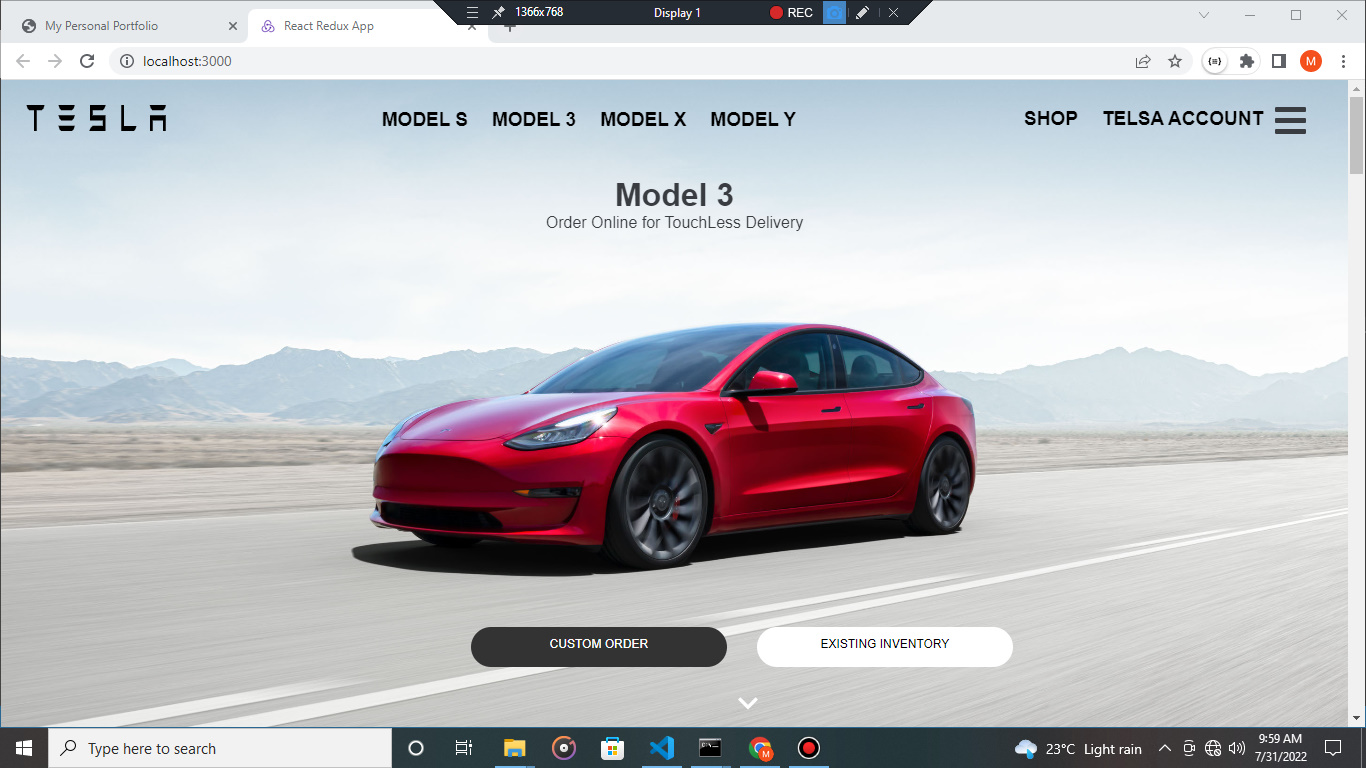 1366x768 Display 1 REC
My Personal Portfolio React Redux App
localhost:3000 M
TESLA MODEL S MODEL 3 MODEL X MODEL Y SHOP TELSA ACCOUNT
Model 3
Order Online for TouchLess Delivery
CUSTOM ORDER EXISTING INVENTORY
Type here to search M 23°C Light rain 9:59 AM
7/31/2022